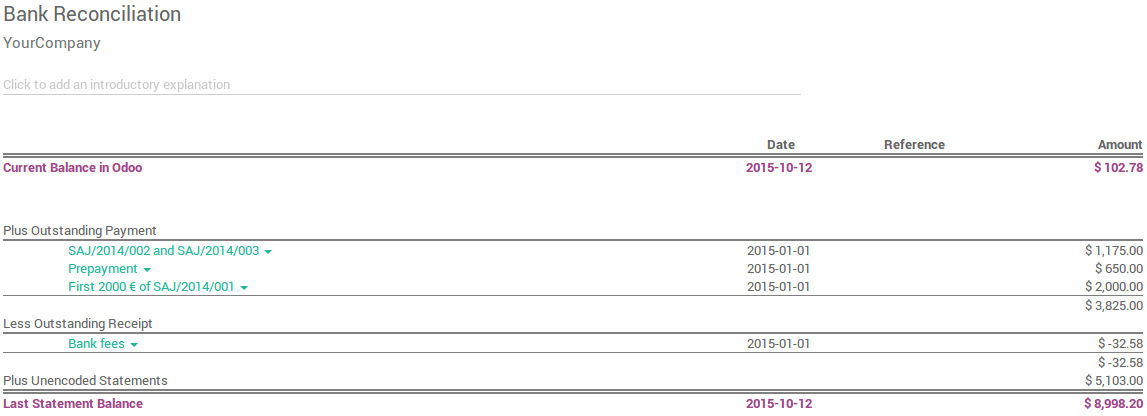 Bank Reconciliation
YourCompany
Click to add an introductory explanation
Date Reference Amount
Current Balance in Odoo 2015-10-12 $ 102.78
Plus Outstanding Payment
SAJ/2014/002 and SAJ/2014/003 2015-01-01 $ 1,175.00
Prepayment 2015-01-01 $ 650.00
First 2000 € of SAJ/2014/001 2015-01-01 $ 2,000.00
$ 3,825.00
Less Outstanding Receipt
Bank fees 2015-01-01 $ -32.58
$ -32.58
Plus Unencoded Statements $ 5,103.00
Last Statement Balance 2015-10-12 $ 8,998.20